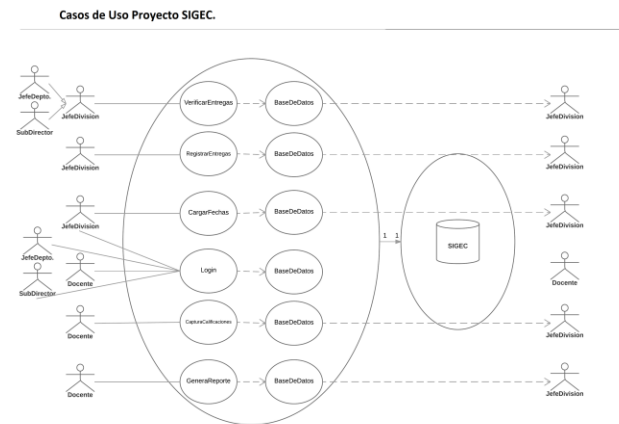 Casos de Uso Proyecto SIGEC.
JefeDepto.
SubDirector
JefeDivision
VerificarEntregas
BaseDeDatos
JefeDivision
JefeDivision
RegistrarEntregas
BaseDeDatos
JefeDivision
JefeDivision
CargarFechas
BaseDeDatos
JefeDivision
1 1
SIGEC
JefeDepto.
SubDirector
Docente
Login
BaseDeDatos
Docente
Docente
CapturaCalificaciones
BaseDeDatos
JefeDivision
Docente
GeneraReporte
BaseDeDatos
JefeDivision